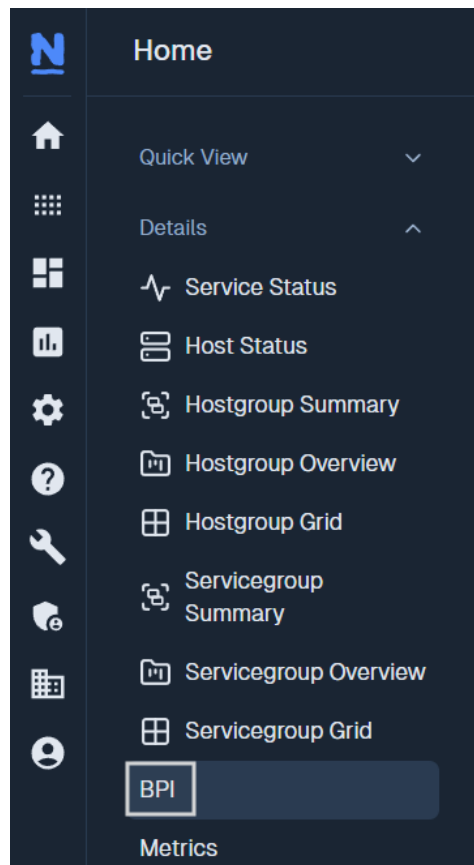 N
Home
Quick View
Details
Service Status
Host Status
Hostgroup Summary
Hostgroup Overview
Hostgroup Grid
Servicegroup
Summary
Servicegroup Overview
Servicegroup Grid
BPI
Metrics